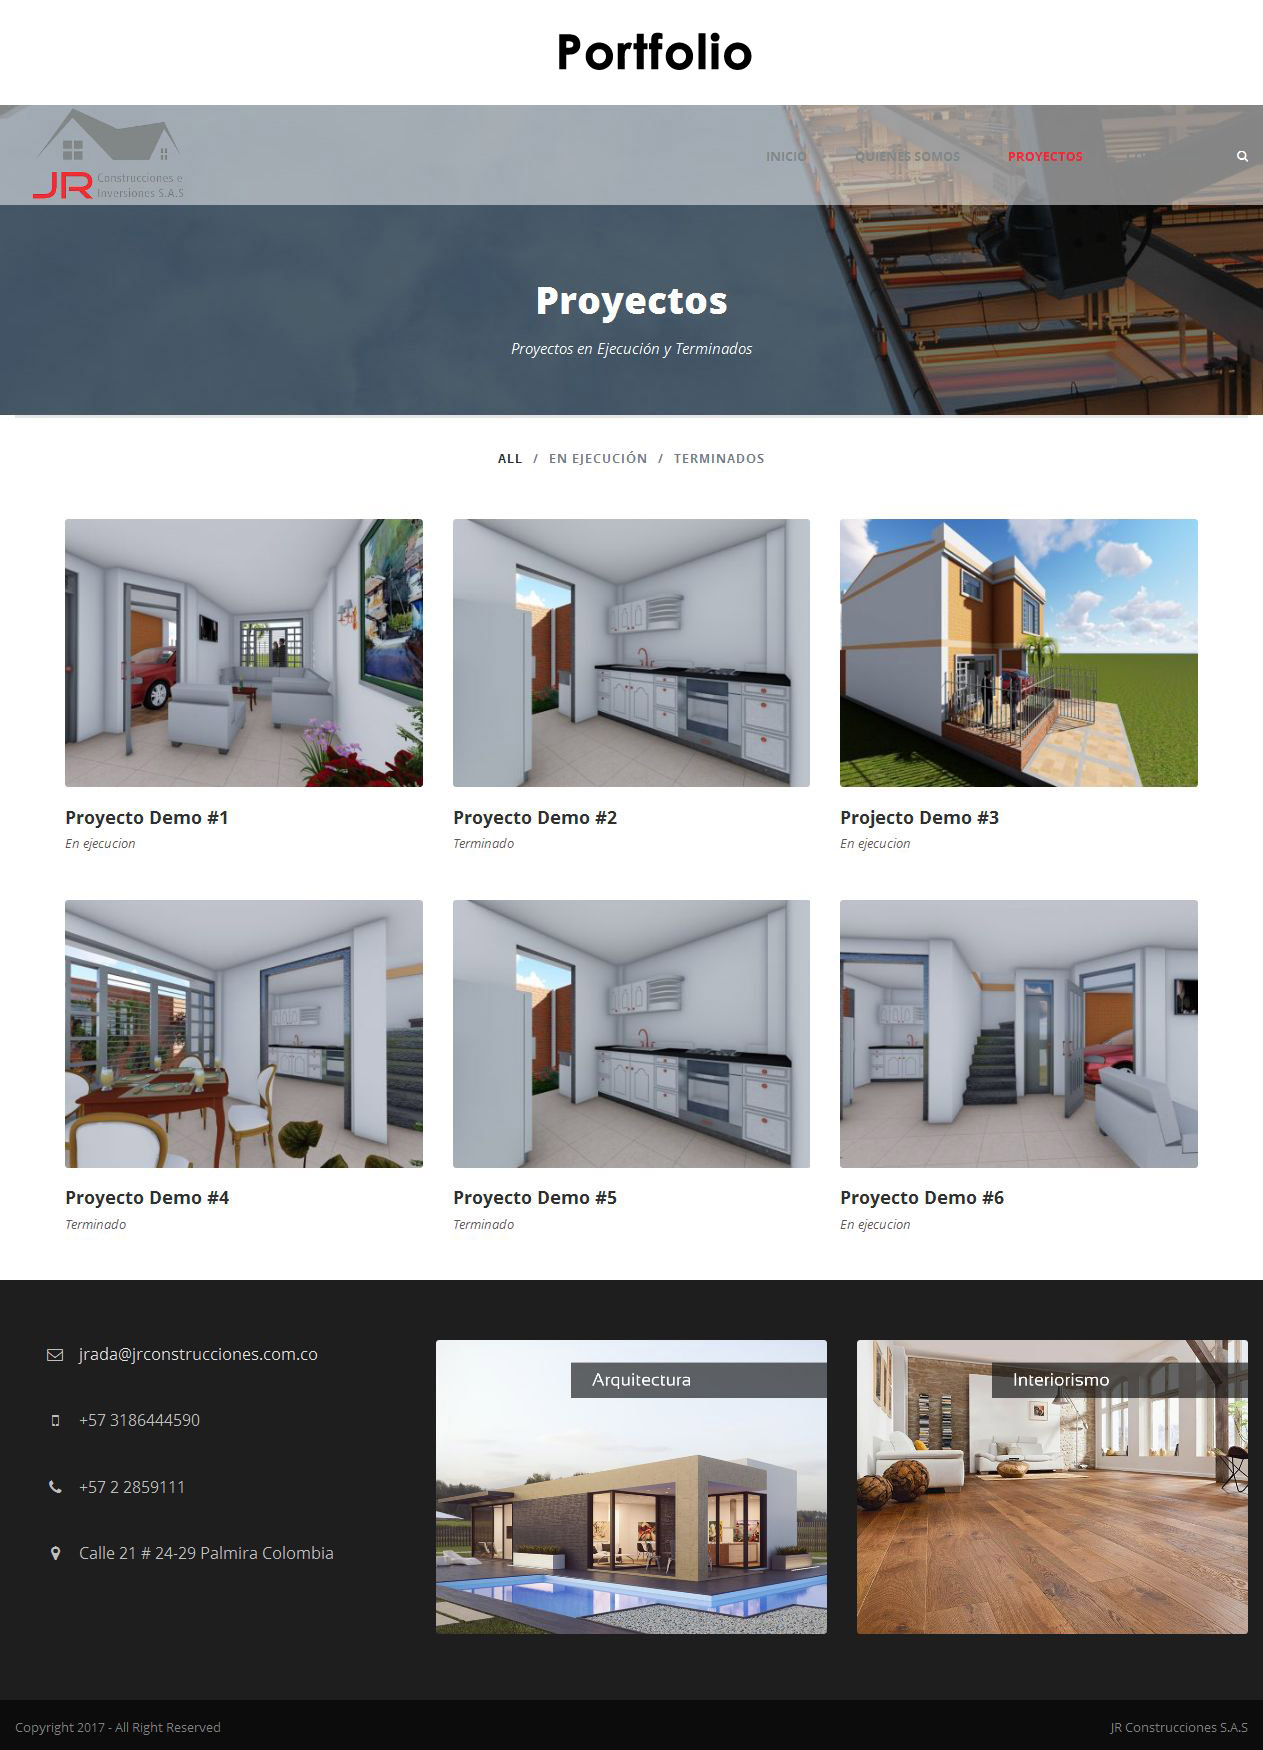 Portfolio
JR Construcciones e
Inversiones S.A.S
INICIO QUIENES SOMOS PROYECTOS
Proyectos
Proyectos en Ejecución y Terminados
ALL / EN EJECUCIÓN / TERMINADOS
Proyecto Demo #1
En ejecucion
Proyecto Demo #2
Terminado
Projecto Demo #3
En ejecucion
Proyecto Demo #4
Terminado
Proyecto Demo #5
Terminado
Proyecto Demo #6
En ejecucion
jrada@jrconstrucciones.com.co
+57 3186444590
+57 2 2859111
Calle 21 # 24-29 Palmira Colombia
Arquitectura
Interiorismo
Copyright 2017 - All Right Reserved
JR Construcciones S.A.S